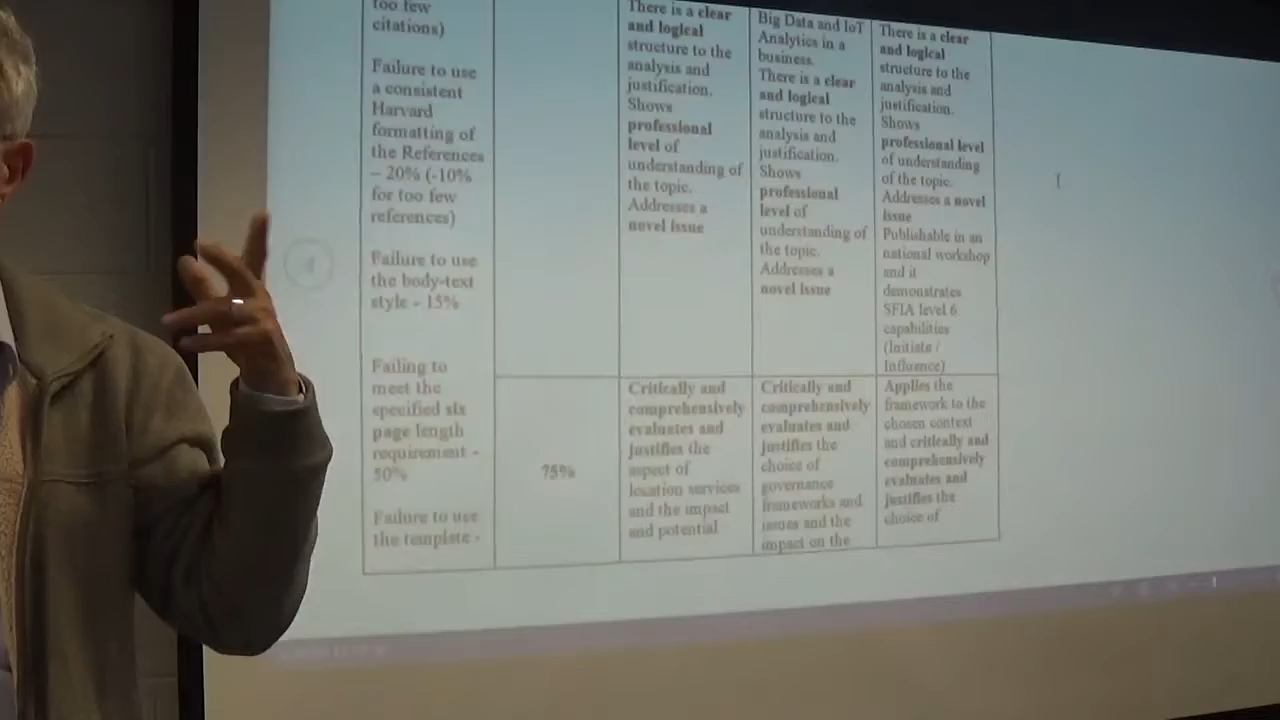 too few
citations)
Failure to use
a consistent
Harvard
formatting of
the References
– 20% (-10%
for too few
references)
Failure to use
the body-text
style - 15%
Failing to
meet the
specified six
page length
requirement -
50%
Failure to use
the template -
75%
There is a clear
and logical
structure to the
analysis and
justification.
Shows
professional
level of
understanding of
the topic.
Addresses a
novel Issue
Critically and
comprehensively
evaluates and
justifies the
aspect of
location services
and the impact
and potential
Big Data and IoT
Analytics in a
business.
There is a clear
and logical
structure to the
analysis and
justification.
Shows
professional
level of
understanding of
the topic.
Addresses a
novel Issue
Critically and
comprehensively
evaluates and
justifies the
choice of
governance
frameworks and
issues and the
impact on the
There is a clear
and logical
structure to the
analysis and
justification.
Shows
professional level
of understanding
of the topic.
Addresses a novel
Issue
Publishable in an
national workshop
and it
demonstrates
SFIA level 6
capabilities
(Initiate /
Influence)
Applies the
framework to the
chosen context
and critically and
comprehensively
evaluates and
justifies the
choice of